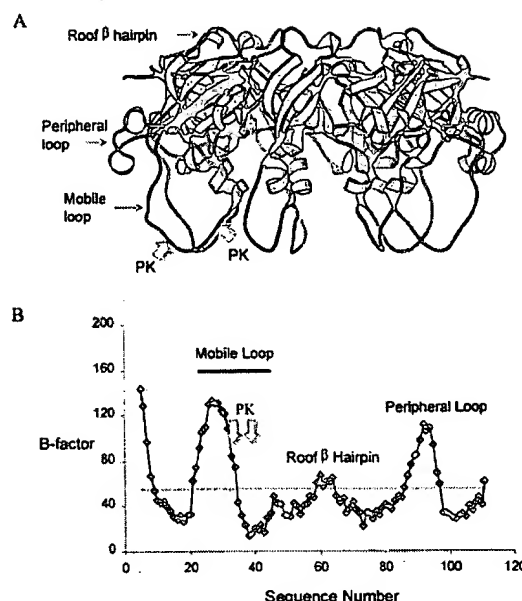 A
Roof β hairpin
Peripheral
loop
Mobile
loop
PK
PK
B
200
160
120
80
40
0
B-factor
Mobile Loop
PK
Roof β Hairpin
Peripheral Loop
0 20 40 60 80 100 120
Sequence Number